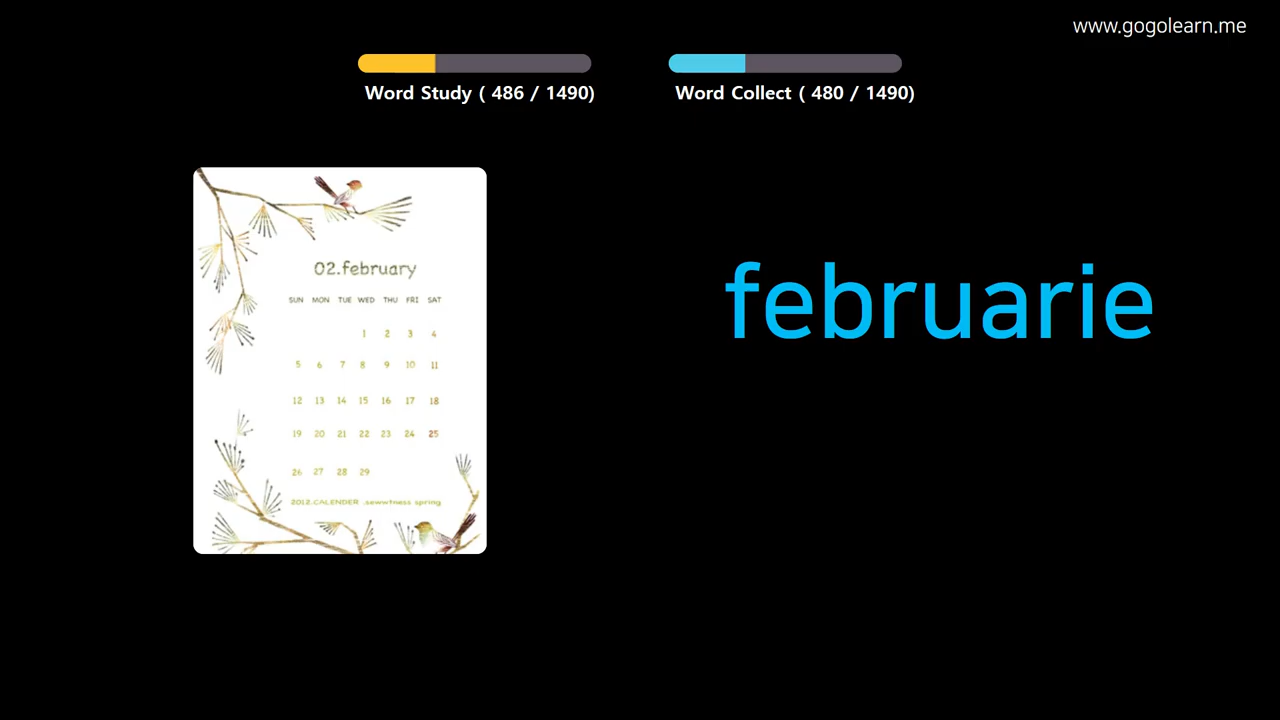 www.gogolearn.me
Word Study ( 486 / 1490)
Word Collect ( 480 / 1490)
02.february
SUN MON TUE WED THU FRI SAT
1 2 3 4
5 6 7 8 9 10 11
12 13 14 15 16 17 18
19 20 21 22 23 24 25
26 27 28 29
2012.CALENDER .sewwtness spring
februarie